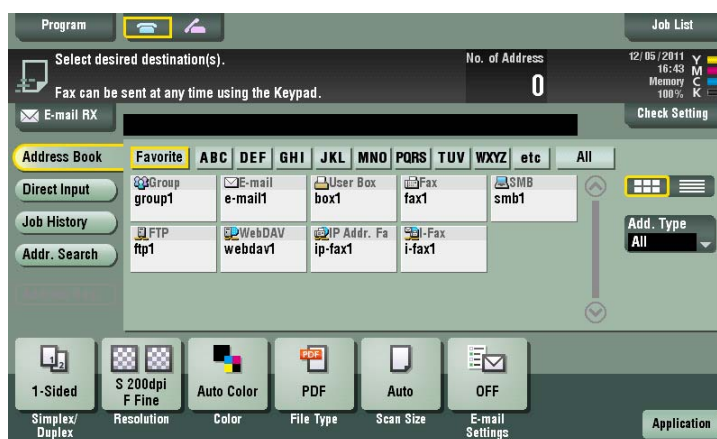 Program
Job List
Select desired destination(s).
No. of Address
12/05/2011
16:43
Memory
100%
Y
M
C
K
Fax can be sent at any time using the Keypad.
0
E-mail RX
Check Setting
Address Book
Favorite ABC DEF GHI JKL MNO PQRS TUV WXYZ etc All
Direct Input
Job History
Addr. Search
Group
group1
E-mail
e-mail1
User Box
box1
Fax
fax1
SMB
smb1
FTP
ftp1
WebDAV
webdav1
IP Addr. Fa
ip-fax1
I-Fax
i-fax1
Add. Type
All
1 2
1-Sided
Simplex/
Duplex
S 200dpi
F Fine
Resolution
Auto Color
Color
PDF
PDF
File Type
Auto
Scan Size
OFF
E-mail
Settings
Application